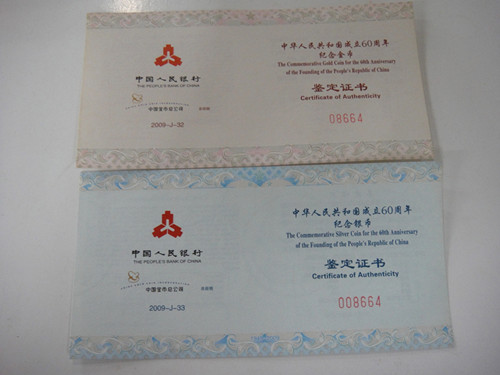 中国人民银行
THE PEOPLE'S BANK OF CHINA
中国金币总公司
2009-J-32
中华人民共和国成立60周年
纪念金币
The Commemorative Gold Coin for the 60th Anniversary
of the Founding of the People's Republic of China
鉴定证书
Certificate of Authenticity
08664
中国人民银行
THE PEOPLE'S BANK OF CHINA
中国金币总公司
2009-J-33
中华人民共和国成立60周年
纪念银币
The Commemorative Silver Coin for the 60th Anniversary
of the Founding of the People's Republic of China
鉴定证书
Certificate of Authenticity
008664